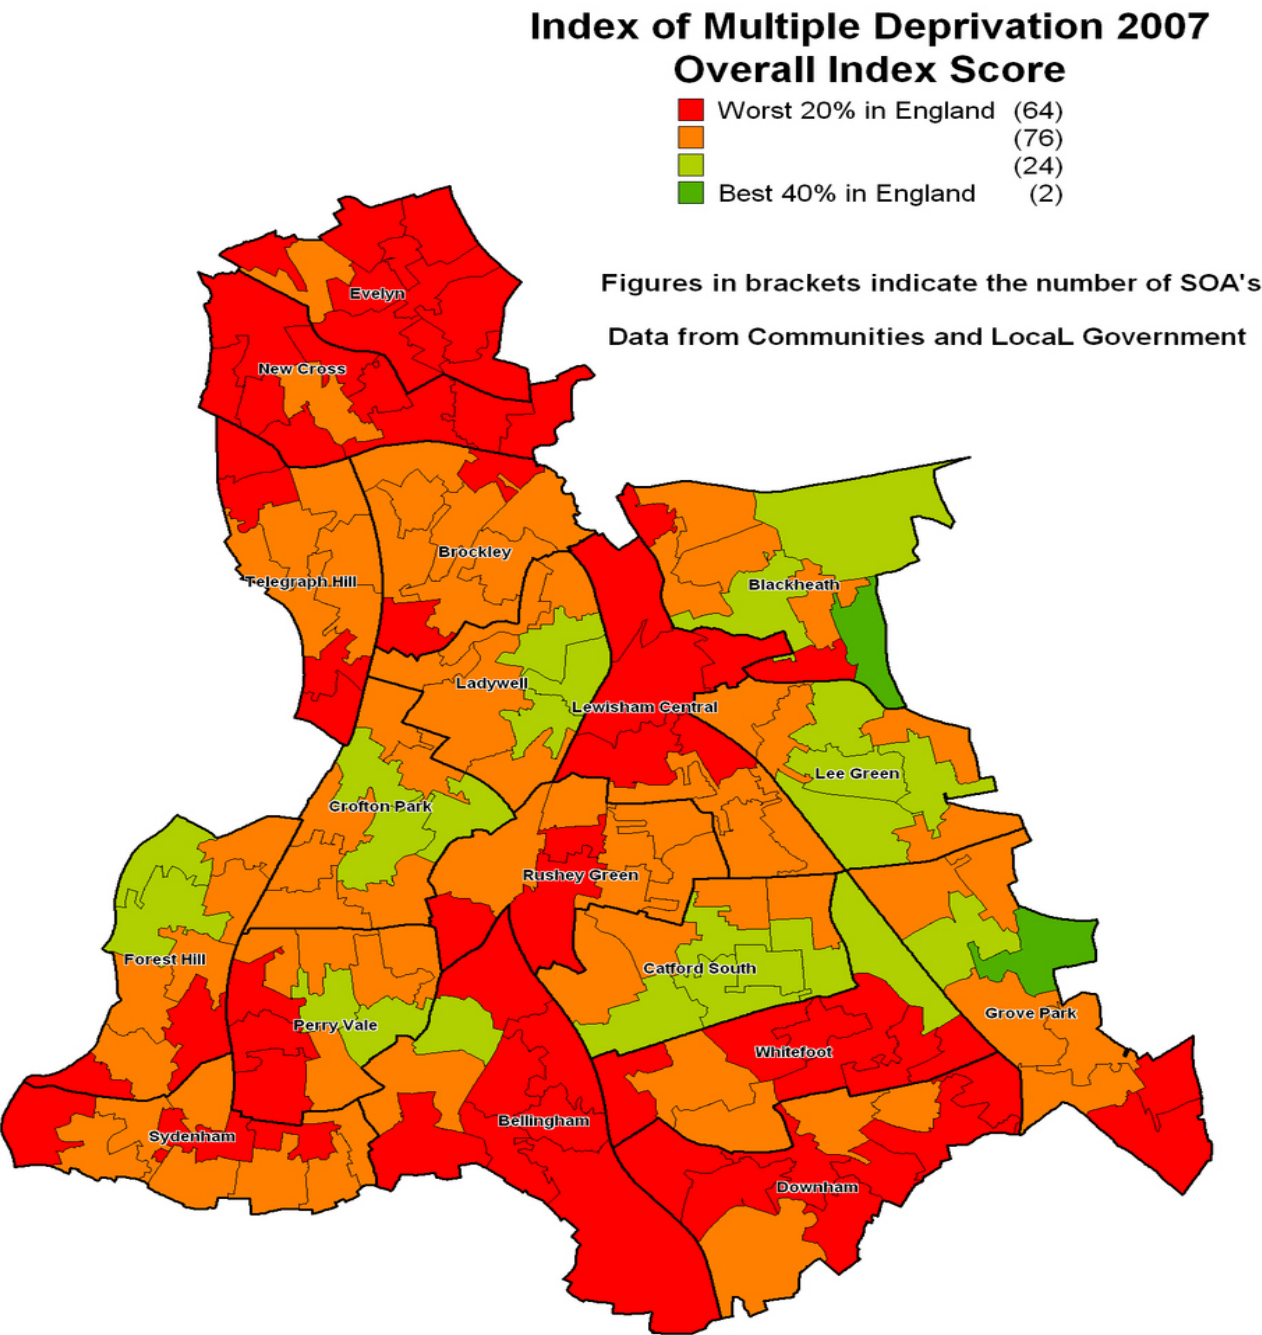 Index of Multiple Deprivation 2007
Overall Index Score
Worst 20% in England (64)
(76)
(24)
Best 40% in England (2)
Figures in brackets indicate the number of SOA's
Data from Communities and LocaL Government
Evelyn
New Cross
Brockley
Telegraph Hill
Blackheath
Ladywell
Lewisham Central
Lee Green
Crofton Park
Rushey Green
Forest Hill
Catford South
Grove Park
Perry Vale
Whitefoot
Bellingham
Sydenham
Downham